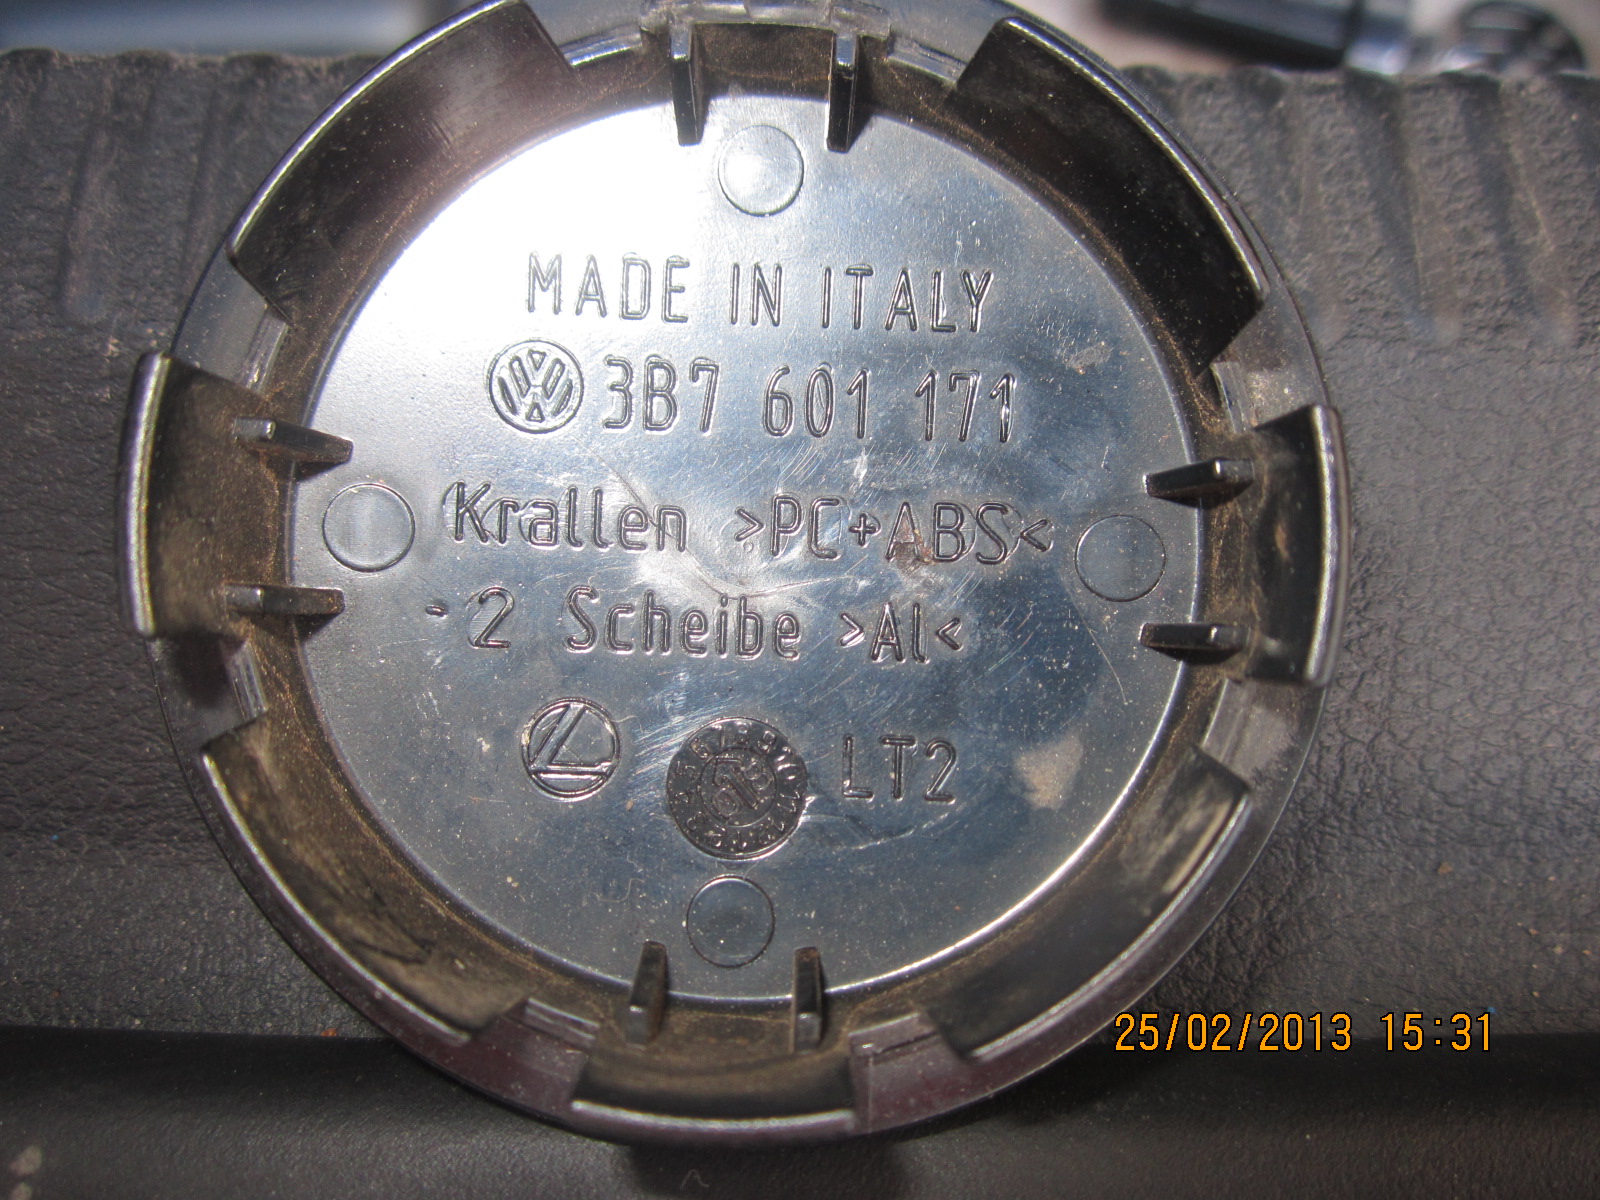 MADE IN ITALY
3B7 601 171
Krallen >PC+ABS<
-2 Scheibe >Al<
LT2
25/02/2013 15:31